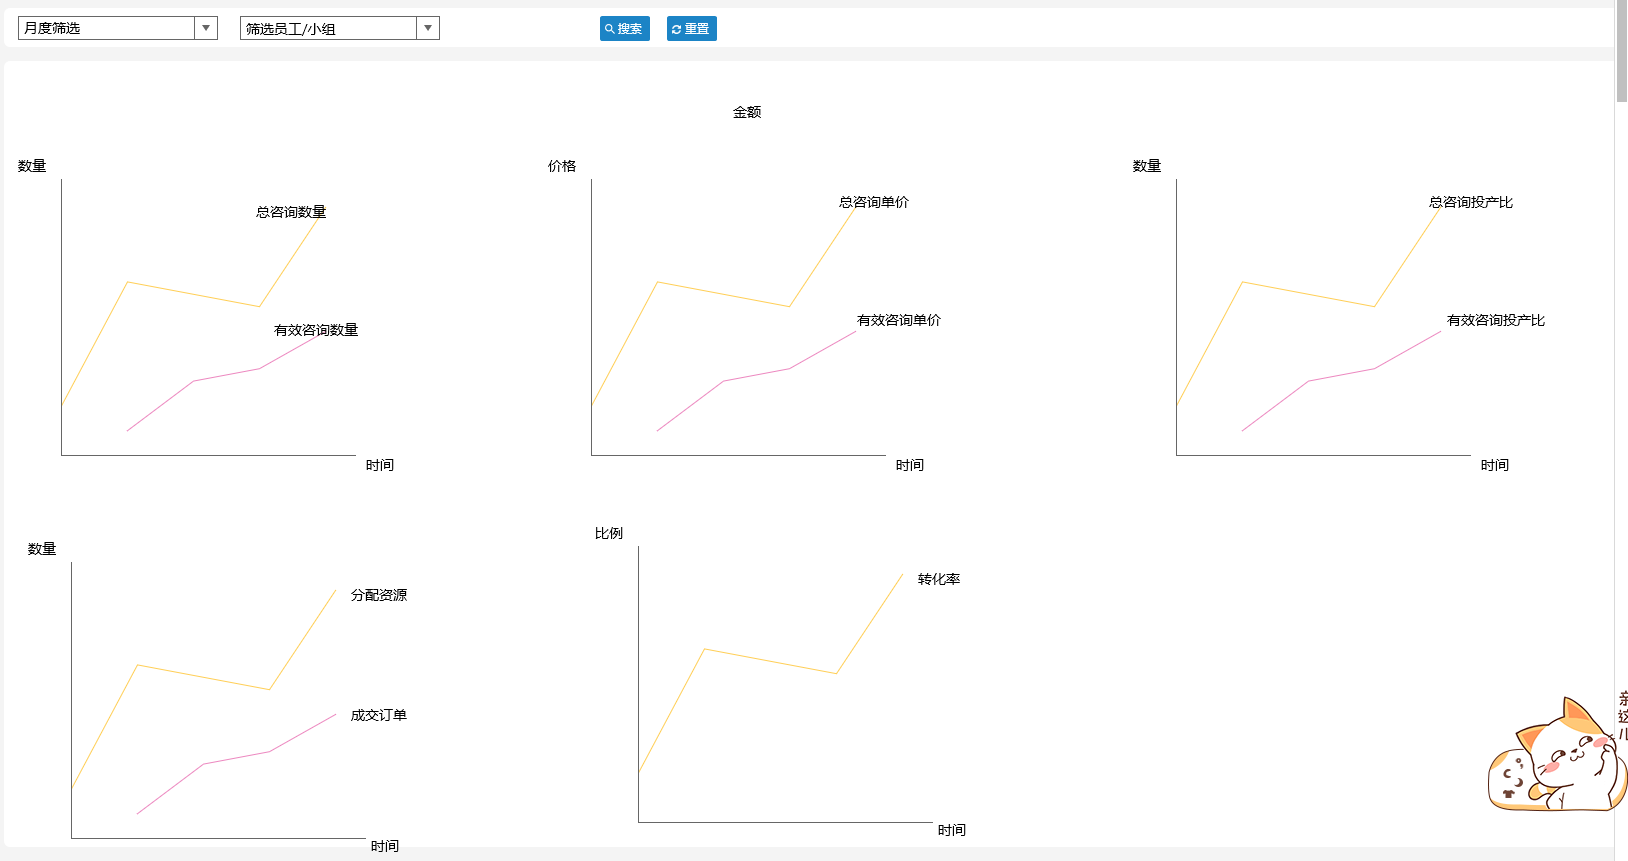 月度筛选
筛选员工/小组
搜索
重置
金额
数量
价格
数量
总咨询数量
总咨询单价
总咨询投产比
有效咨询数量
有效咨询单价
有效咨询投产比
时间
时间
时间
数量
比例
分配资源
转化率
成交订单
时间
时间